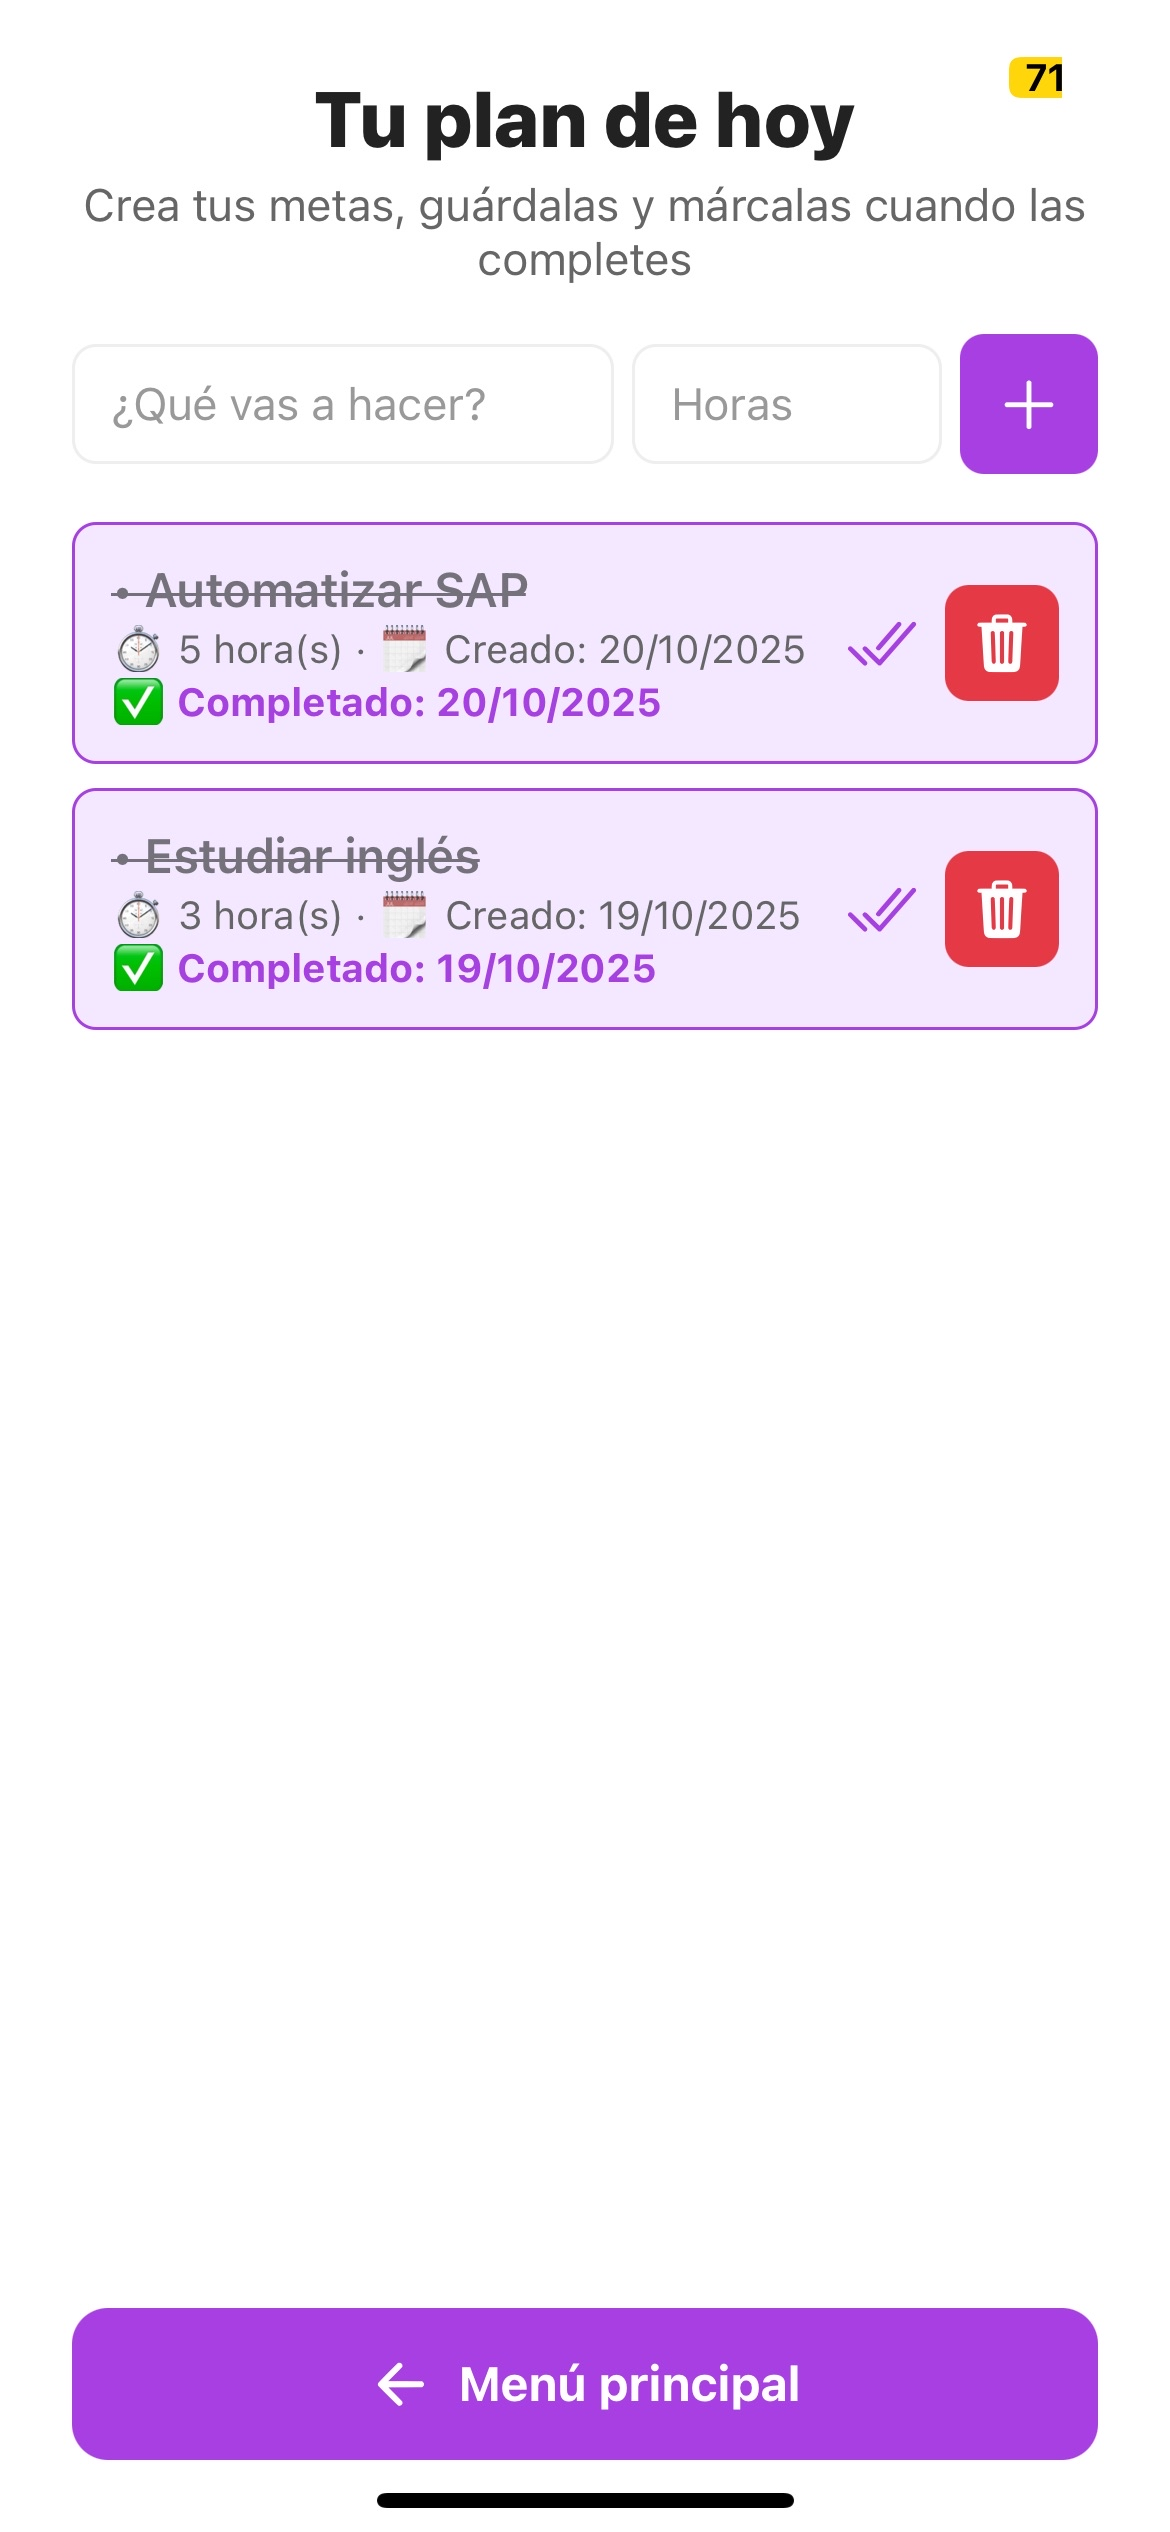 71
Tu plan de hoy
Crea tus metas, guárdalas y márcalas cuando las
completes
¿Qué vas a hacer?
Horas
+
• Automatizar SAP
5 hora(s) · Creado: 20/10/2025
Completado: 20/10/2025
• Estudiar inglés
3 hora(s) · Creado: 19/10/2025
Completado: 19/10/2025
← Menú principal